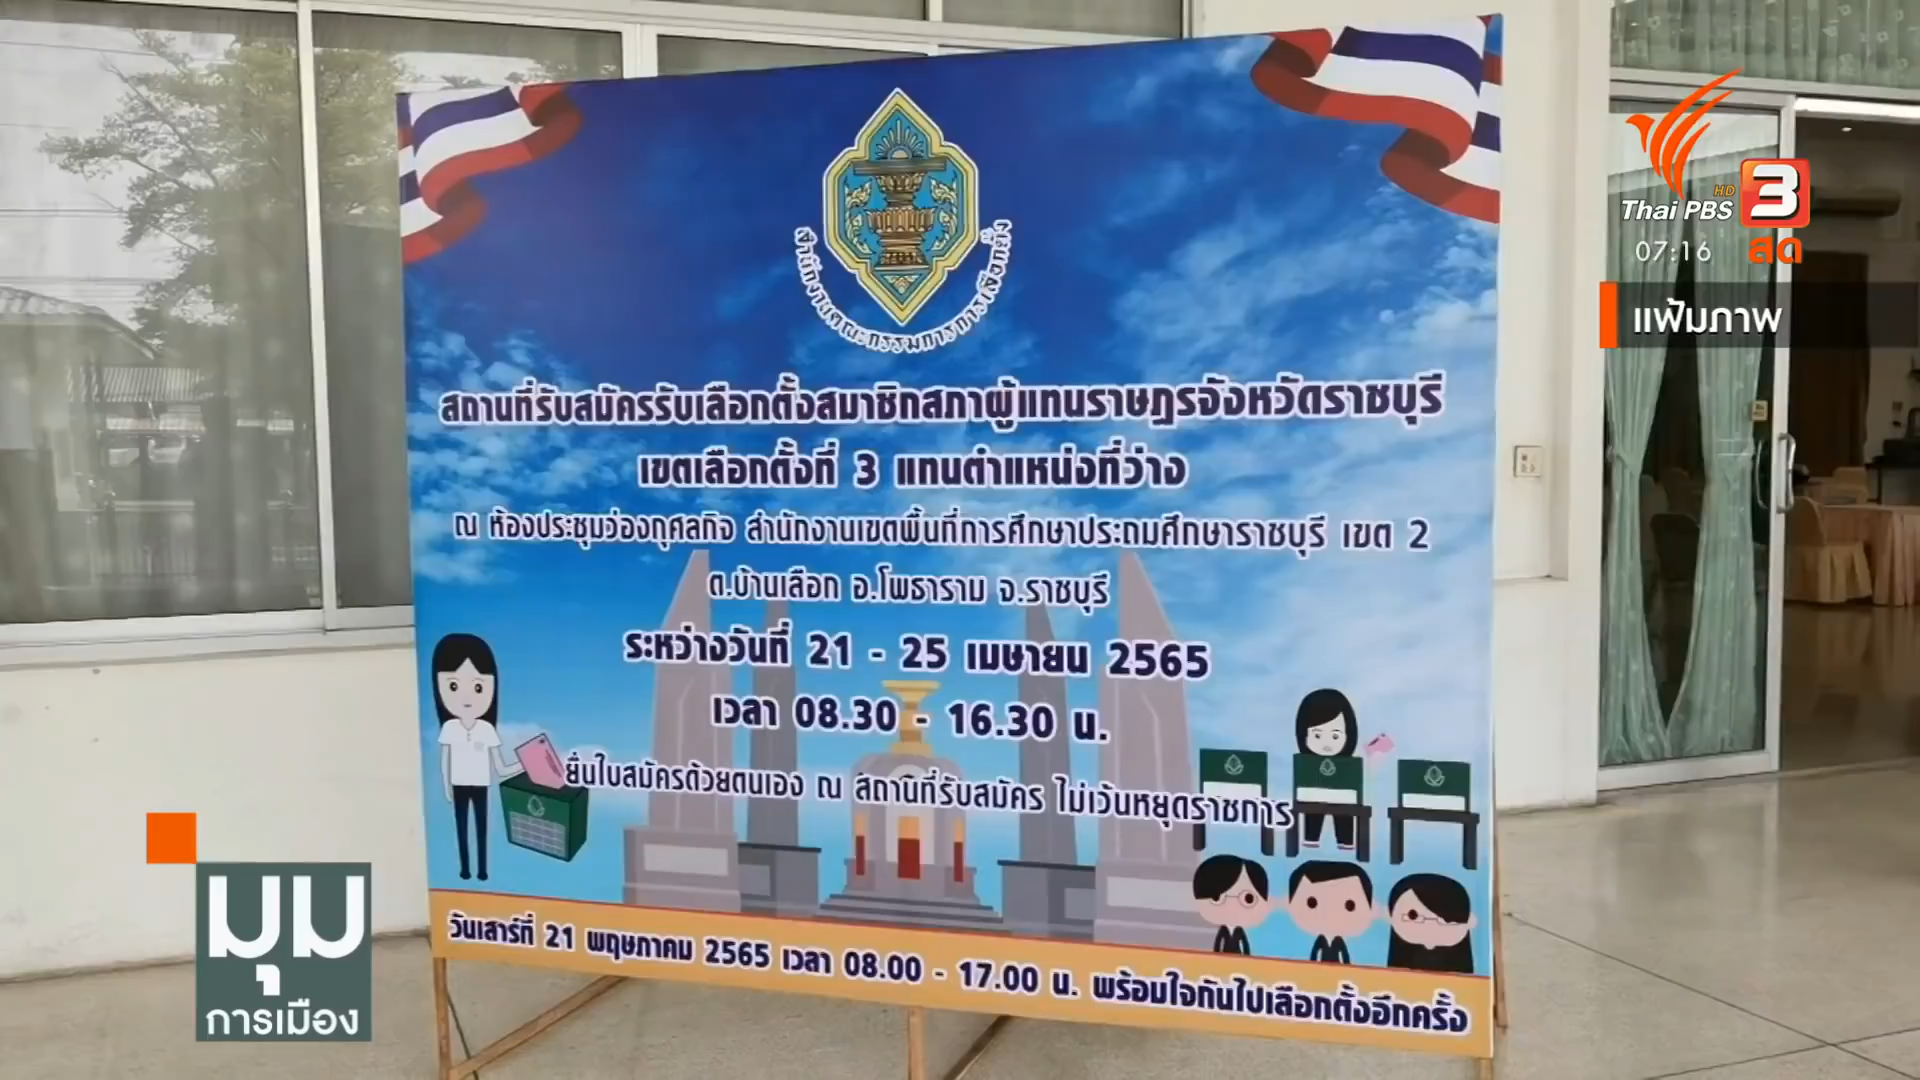 สำนักงานคณะกรรมการการเลือกตั้ง
สถานที่รับสมัครรับเลือกตั้งสมาชิกสภาผู้แทนราษฎรจังหวัดราชบุรี
เขตเลือกตั้งที่ 3 แทนตำแหน่งที่ว่าง
ณ ห้องประชุมว่องกุศลกิจ สำนักงานเขตพื้นที่การศึกษาประถมศึกษาราชบุรี เขต 2
ต.บ้านเลือก อ.โพธาราม จ.ราชบุรี
ระหว่างวันที่ 21 - 25 เมษายน 2565
เวลา 08.30 - 16.30 น.
ยื่นใบสมัครด้วยตนเอง ณ สถานที่รับสมัคร ไม่เว้นหยุดราชการ
วันเสาร์ที่ 21 พฤษภาคม 2565 เวลา 08.00 - 17.00 น. พร้อมใจกันไปเลือกตั้งอีกครั้ง
HD
Thai PBS 3
07:16 สด
แฟ้มภาพ
มุม
การเมือง